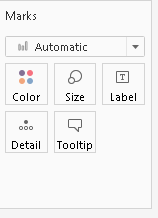 Marks
Automatic
Color Size Label
Detail Tooltip